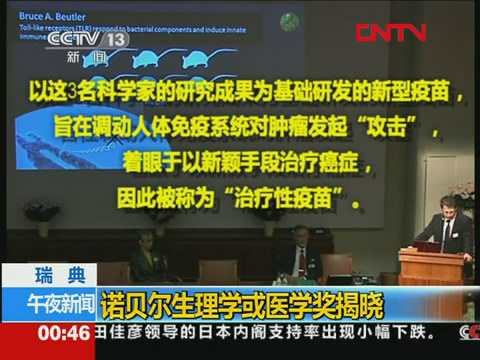 Bruce A. Beutler
Toll-like receptors (TLR) respond to bacterial components and induce innate
CCTV 13
新闻
CNTV
以这3名科学家的研究成果为基础研发的新型疫苗，
旨在调动人体免疫系统对肿瘤发起“攻击”，
着眼于以新颖手段治疗癌症，
因此被称为“治疗性疫苗”。
瑞典
午夜新闻
诺贝尔生理学或医学奖揭晓
00:46
田佳彦领导的日本内阁支持率出现小幅下跌。